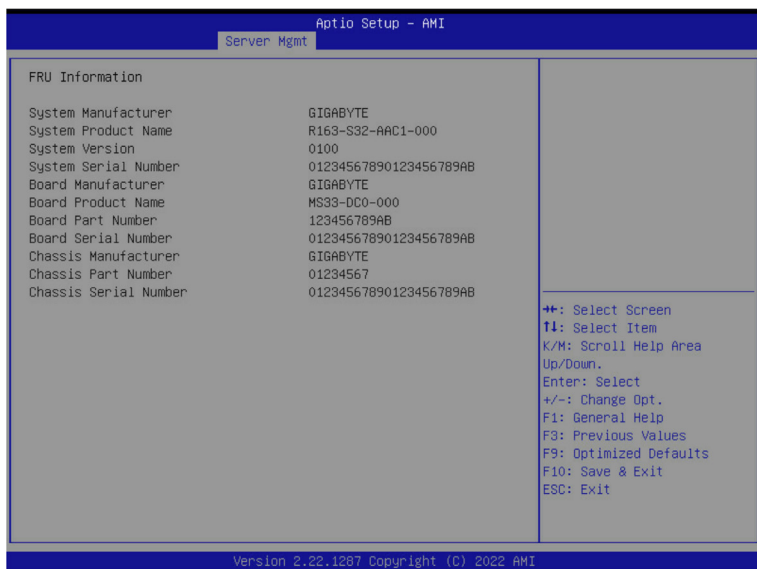 Aptio Setup – AMI
Server Mgmt
FRU Information
System Manufacturer GIGABYTE
System Product Name R163-S32-AAC1-000
System Version 0100
System Serial Number 01234567890123456789AB
Board Manufacturer GIGABYTE
Board Product Name MS33-DC0-000
Board Part Number 123456789AB
Board Serial Number 01234567890123456789AB
Chassis Manufacturer GIGABYTE
Chassis Part Number 01234567
Chassis Serial Number 01234567890123456789AB
→←: Select Screen
↑↓: Select Item
K/M: Scroll Help Area
Up/Down.
Enter: Select
+/-: Change Opt.
F1: General Help
F3: Previous Values
F9: Optimized Defaults
F10: Save & Exit
ESC: Exit
Version 2.22.1287 Copyright (C) 2022 AMI